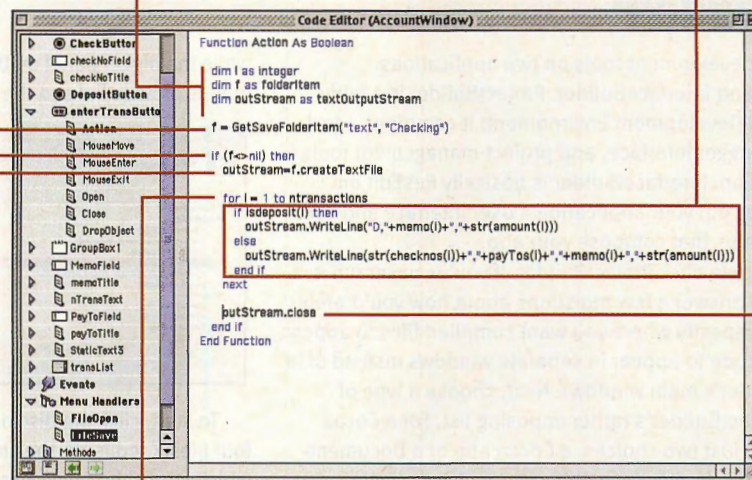 Code Editor (AccountWindow)
CheckButton
checkNoField
checkNoTitle
DepositButton
enterTransButto
Action
MouseMove
MouseEnter
MouseExit
Open
Close
DropObject
GroupBox1
MemoField
memoTitle
nTransText
PayToField
payToTitle
StaticText3
transList
Events
Menu Handlers
FileOpen
FileSave
Methods
Function Action As Boolean
dim i as integer
dim f as folderItem
dim outStream as textOutputStream
f = GetSaveFolderItem("text", "Checking")
if (f<>nil) then
outStream=f.createTextFile
for i = 1 to ntransactions
if isdeposit(i) then
outStream.WriteLine("D,"+memo(i)+","+str(amount(i)))
else
outStream.WriteLine(str(checknos(i))+","+payTos(i)+","+memo(i)+","+str(amount(i)))
end if
next
outStream.close
end if
End Function